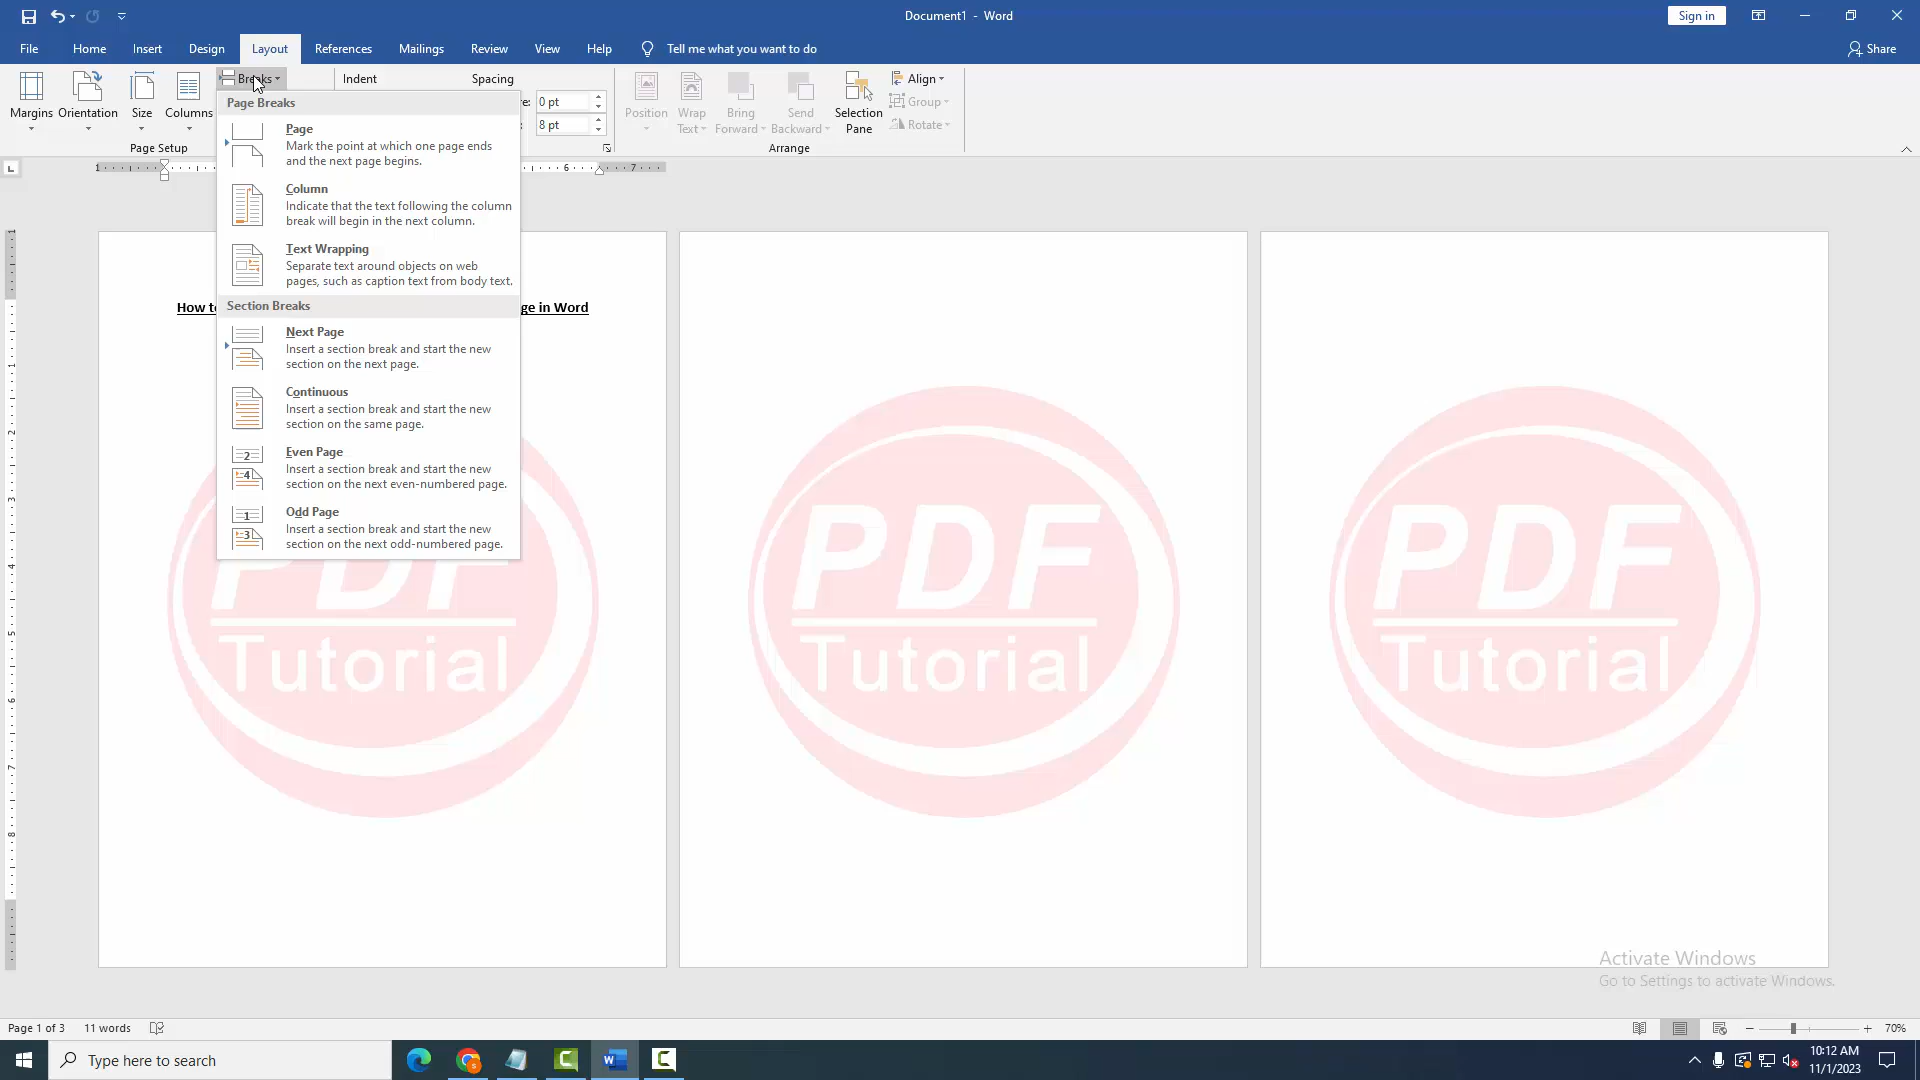 Document1 - Word
Sign in
File Home Insert Design Layout References Mailings Review View Help Tell me what you want to do Share
Breaks Indent Spacing
Align
Margins Orientation Size Columns
0 pt
8 pt
Position Wrap Text Bring Forward Send Backward Selection Pane
Group
Rotate
Page Setup Arrange
Page Breaks
Page
Mark the point at which one page ends
and the next page begins.
Column
Indicate that the text following the column
break will begin in the next column.
Text Wrapping
Separate text around objects on web
pages, such as caption text from body text.
Section Breaks
Next Page
Insert a section break and start the new
section on the next page.
Continuous
Insert a section break and start the new
section on the same page.
Even Page
Insert a section break and start the new
section on the next even-numbered page.
Odd Page
Insert a section break and start the new
section on the next odd-numbered page.
in Word
PDF
Tutorial
PDF
Tutorial
PDF
Tutorial
Activate Windows
Go to Settings to activate Windows.
Page 1 of 3 11 words
70%
Type here to search
10:12 AM
11/1/2023